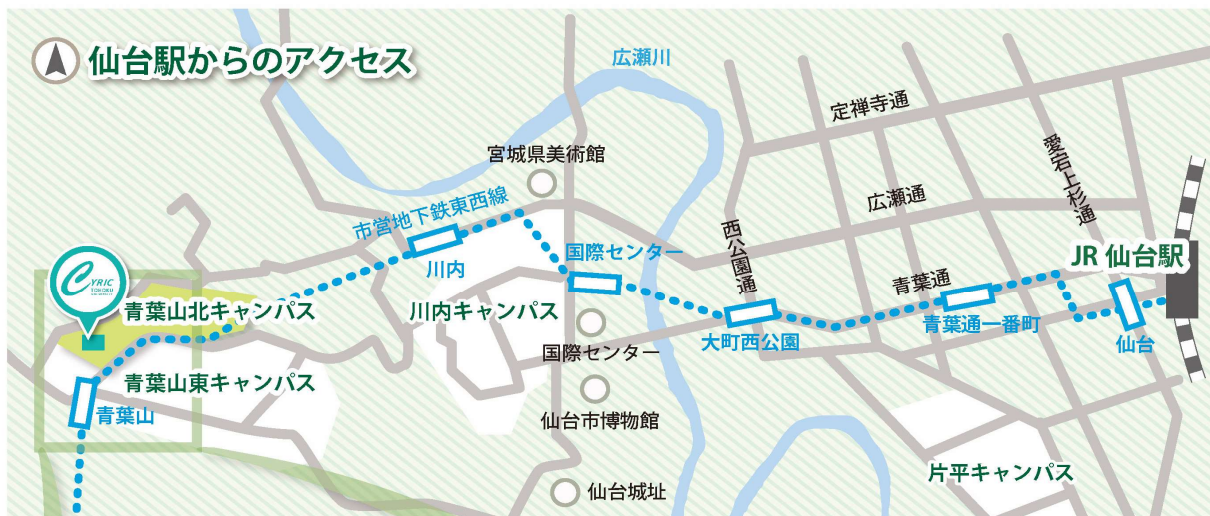 仙台駅からのアクセス
広瀬川
定禅寺通
宮城県美術館
愛宕上杉通
広瀬通
市営地下鉄東西線
西公園通
国際センター
JR 仙台駅
川内
青葉通
CYRIC
TOHOKU
青葉山北キャンパス
川内キャンパス
青葉通一番町
大町西公園
仙台
国際センター
青葉山東キャンパス
青葉山
仙台市博物館
片平キャンパス
仙台城址